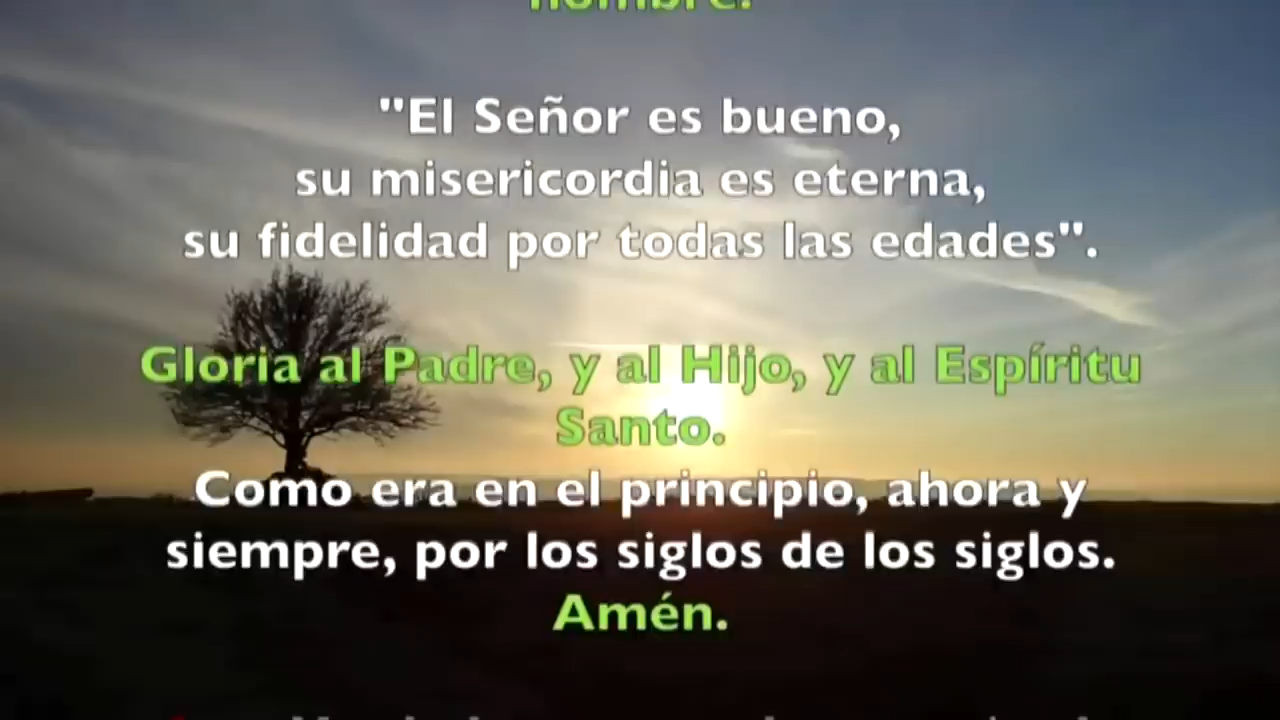 nombre.
"El Señor es bueno,
su misericordia es eterna,
su fidelidad por todas las edades".
Gloria al Padre, y al Hijo, y al Espíritu
Santo.
Como era en el principio, ahora y
siempre, por los siglos de los siglos.
Amén.